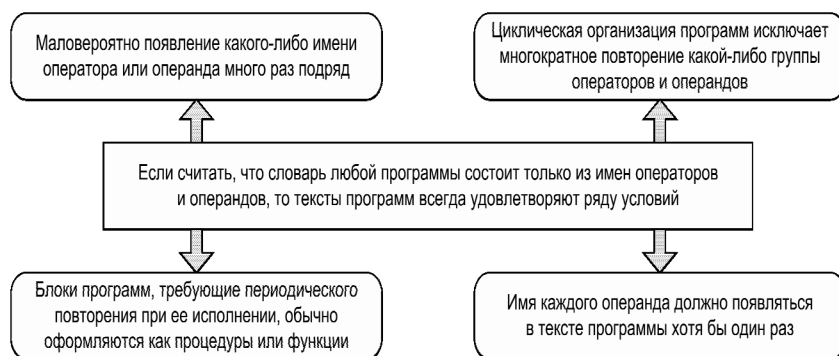 Маловероятно появление какого-либо имени
оператора или операнда много раз подряд
Циклическая организация программ исключает
многократное повторение какой-либо группы
операторов и операндов
Если считать, что словарь любой программы состоит только из имен операторов
и операндов, то тексты программ всегда удовлетворяют ряду условий
Блоки программ, требующие периодического
повторения при ее исполнении, обычно
оформляются как процедуры или функции
Имя каждого операнда должно появляться
в тексте программы хотя бы один раз